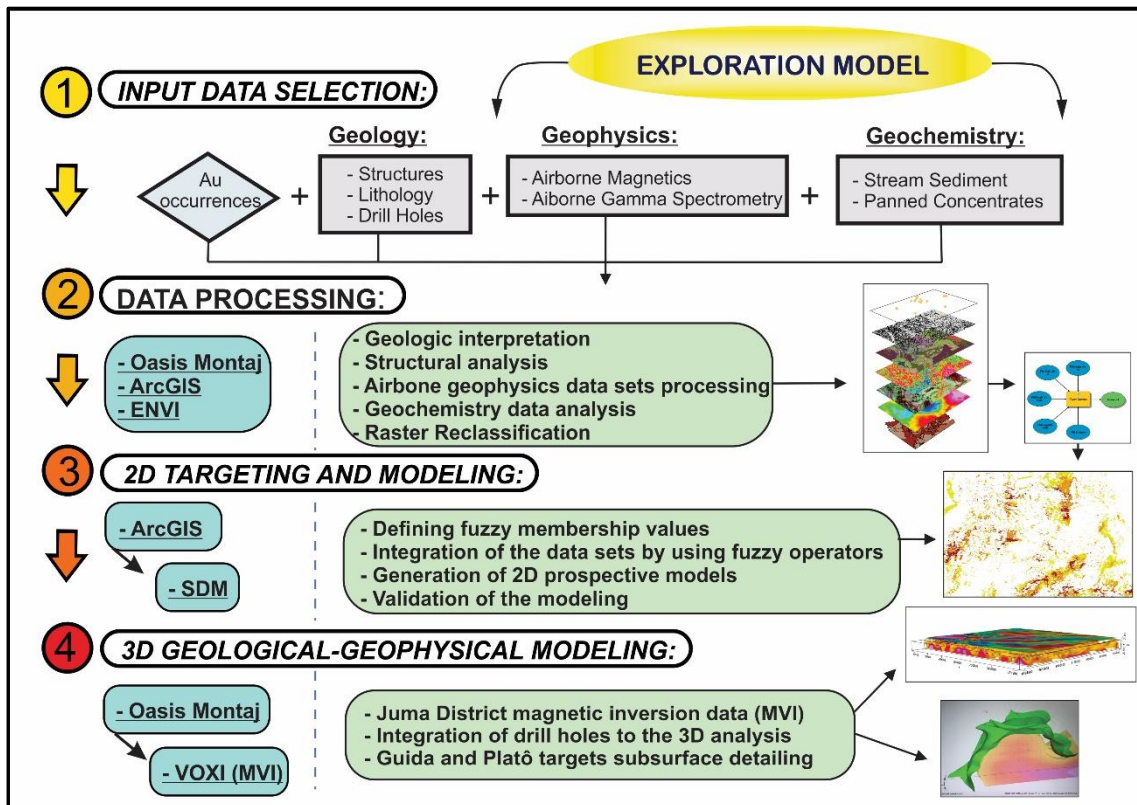 EXPLORATION MODEL
1
INPUT DATA SELECTION:
Geology:
Geophysics:
Geochemistry:
Au
occurrences
+
- Structures
- Lithology
- Drill Holes
+
- Airborne Magnetics
- Aiborne Gamma Spectrometry
+
- Stream Sediment
- Panned Concentrates
2
DATA PROCESSING:
- Oasis Montaj
- ArcGIS
- ENVI
- Geologic interpretation
- Structural analysis
- Airbone geophysics data sets processing
- Geochemistry data analysis
- Raster Reclassification
3
2D TARGETING AND MODELING:
- ArcGIS
- SDM
- Defining fuzzy membership values
- Integration of the data sets by using fuzzy operators
- Generation of 2D prospective models
- Validation of the modeling
4
3D GEOLOGICAL-GEOPHYSICAL MODELING:
- Oasis Montaj
- VOXI (MVI)
- Juma District magnetic inversion data (MVI)
- Integration of drill holes to the 3D analysis
- Guida and Platô targets subsurface detailing